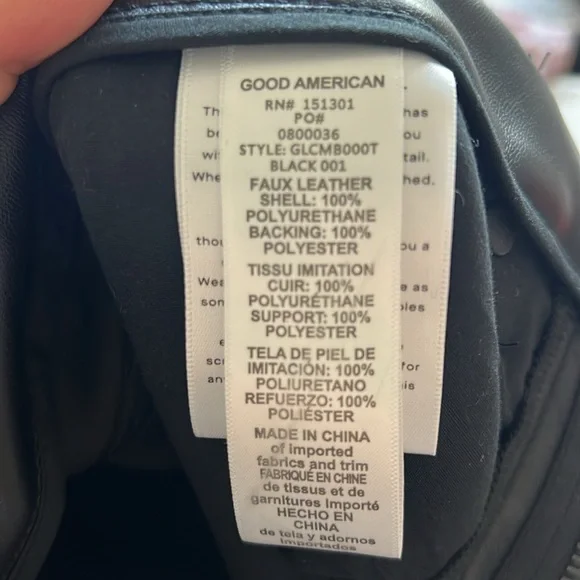 GOOD AMERICAN
RN# 151301
PO#
0800036
STYLE: GLCMB000T
BLACK 001
FAUX LEATHER
SHELL: 100%
POLYURETHANE
BACKING: 100%
POLYESTER
TISSU IMITATION
CUIR: 100%
POLYURÉTHANE
SUPPORT: 100%
POLYESTER
TELA DE PIEL DE
IMITACIÓN: 100%
POLIURETANO
REFUERZO: 100%
POLIÉSTER
MADE IN CHINA
of imported
fabrics and trim
FABRIQUÉ EN CHINE
de tissus et de
garnitures importé
HECHO EN
CHINA
de tela y adornos
importados